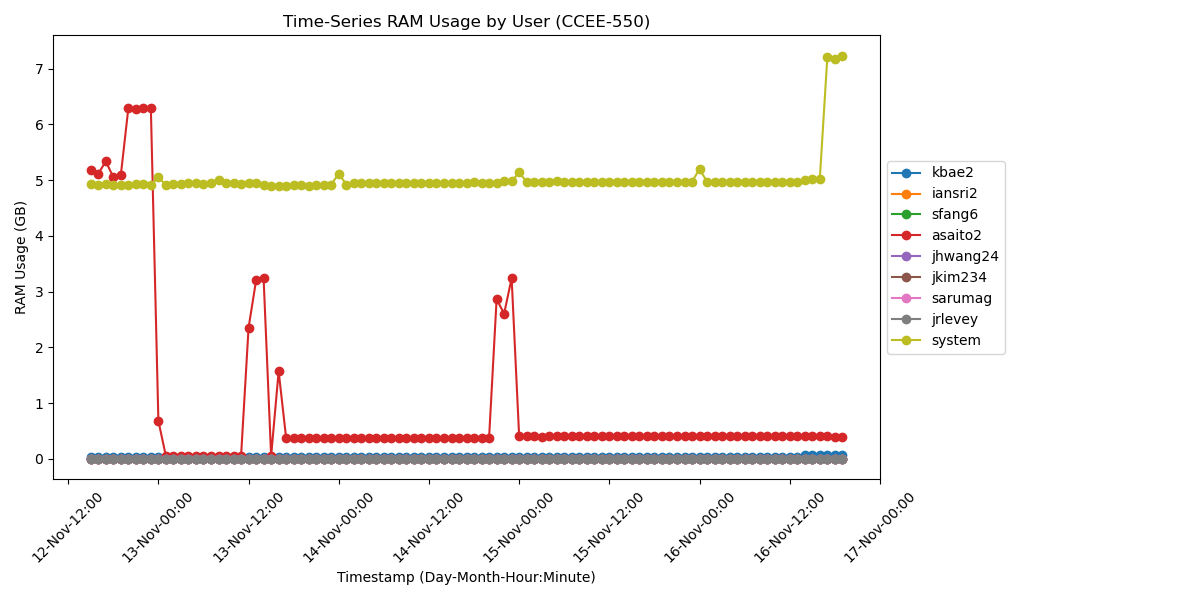 Time-Series RAM Usage by User (CCEE-550)
RAM Usage (GB)
7
6
5
4
3
2
1
0
12-Nov-12:00
13-Nov-00:00
13-Nov-12:00
14-Nov-00:00
14-Nov-12:00
15-Nov-00:00
15-Nov-12:00
16-Nov-00:00
16-Nov-12:00
17-Nov-00:00
Timestamp (Day-Month-Hour:Minute)
kbae2
iansri2
sfang6
asaito2
jhwang24
jkim234
sarumag
jrlevey
system